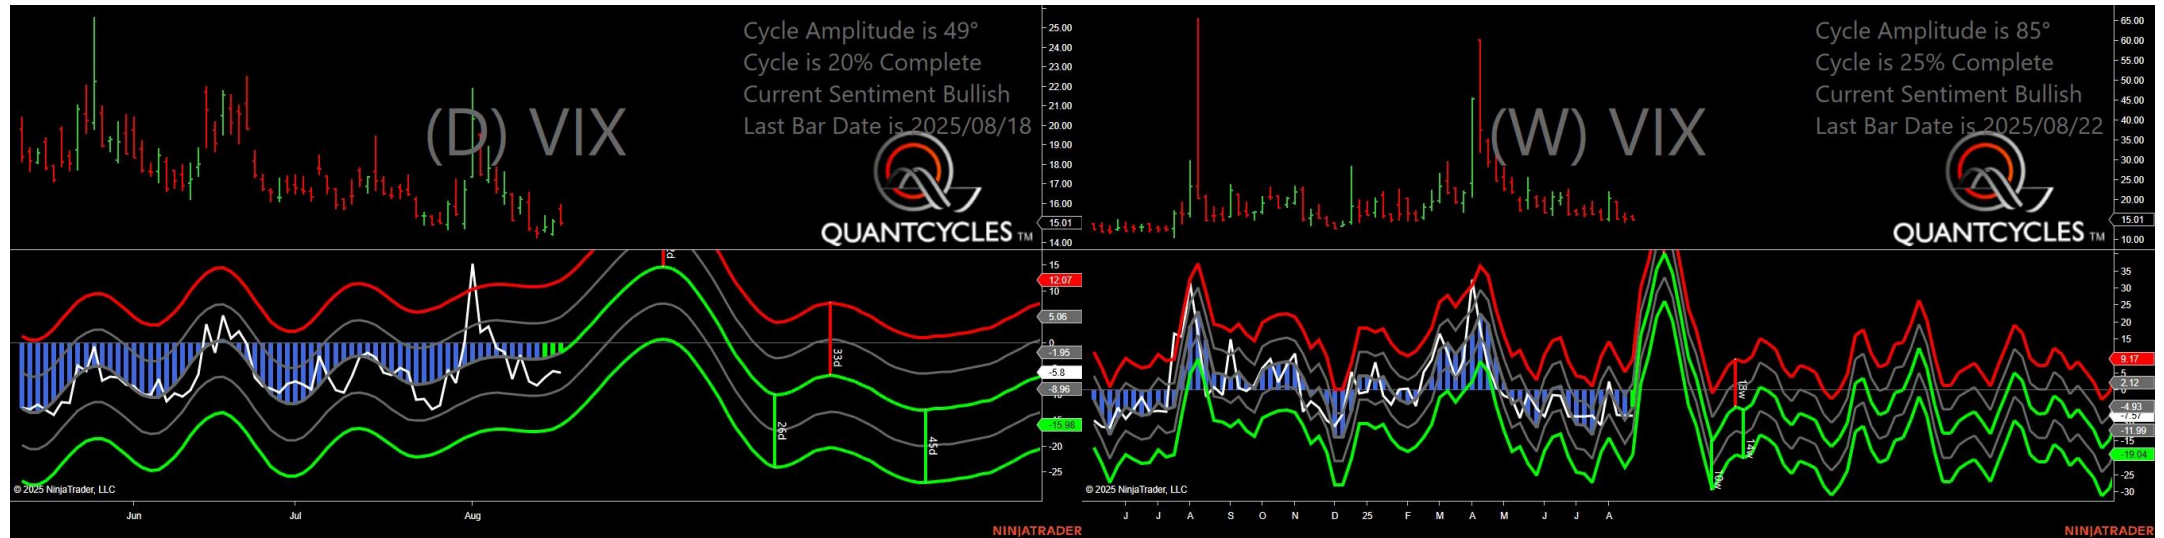 Cycle Amplitude is 49°
Cycle is 20% Complete
Current Sentiment Bullish
Last Bar Date is 2025/08/18
(D) VIX
QUANTCYCLES TM
25.00
24.00
23.00
22.00
21.00
20.00
19.00
18.00
17.00
16.00
15.01
14.00
15
12.07
10
5.06
0
-1.95
-5.8
-8.96
-15.98
-20
-25
33d
26d
45d
© 2025 NinjaTrader, LLC
Jun
Jul
Aug
NINJATRADER
Cycle Amplitude is 85°
Cycle is 25% Complete
Current Sentiment Bullish
Last Bar Date is 2025/08/22
(W) VIX
QUANTCYCLES TM
65.00
60.00
55.00
50.00
45.00
40.00
35.00
30.00
25.00
20.00
15.01
10.00
35
30
25
20
15
9.17
5
2.12
0
-4.93
-7.57
-11.99
-15
-19.04
-25
-30
18w
14w
10w
© 2025 NinjaTrader, LLC
J
J
A
S
O
N
D
25
F
M
A
M
J
J
A
NINJATRADER